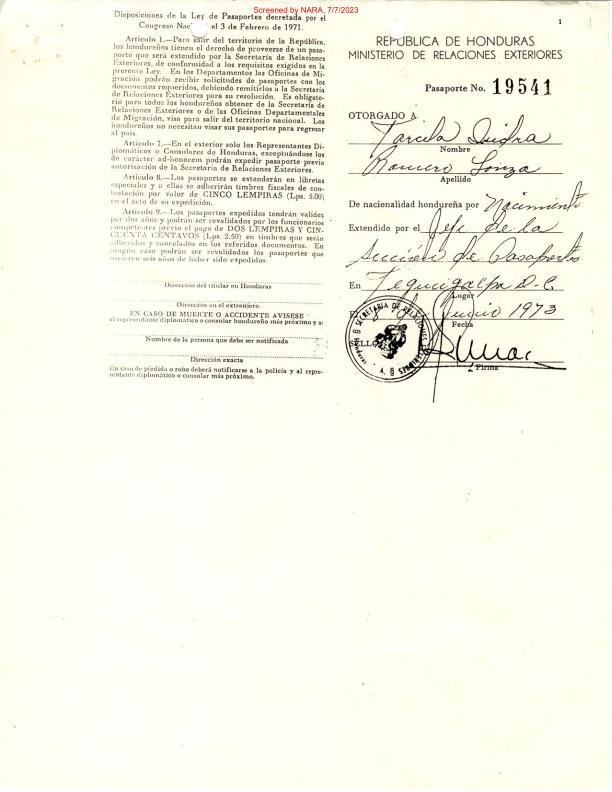 Screened by NARA, 7/7/2023
Disposiciones de la Ley de Pasaportes decretada por el
Congreso Nac el 3 de Febrero de 1971.
Artículo 1.—Para salir del territorio de la República,
los hondureños tienen el derecho de proveerse de un pasa-
porte que será extendido por la Secretaría de Relaciones
Exteriores, de conformidad a los requisitos exigidos en la
presente Ley. En los Departamentos las Oficinas de Mi-
gración podrán recibir solicitudes de pasaportes con los
documentos requeridos, debiendo remitirlos a la Secretaría
de Relaciones Exteriores para su resolución. Es obligato-
rio para todos los hondureños obtener de la Secretaría de
Relaciones Exteriores o de las Oficinas Departamentales
de Migración, visa para salir del territorio nacional. Los
hondureños no necesitan visar sus pasaportes para regresar
al país.
Artículo 7.—En el exterior solo los Representantes Di-
plomáticos o Consulares de Honduras, exceptuándose los
de carácter ad-honorem podrán expedir pasaporte previa
autorización de la Secretaría de Relaciones Exteriores.
Artículo 8.—Los pasaportes se extenderán en libretas
especiales y a ellas se adherirán timbres fiscales de con-
tratación por valor de CINCO LEMPIRAS (Lps. 5.00)
en el acto de su expedición.
Artículo 9.—Los pasaportes expedidos tendrán validez
por dos años y podrán ser revalidados por los funcionarios
competentes previo el pago de DOS LEMPIRAS Y CIN-
CUENTA CENTAVOS (Lps. 2.50) en timbres que serán
adheridos y cancelados en los referidos documentos. En
ningún caso podrán ser revalidados los pasaportes que
tuvieren seis años de haber sido expedidos.
Dirección del titular en Honduras
Dirección en el extranjero
EN CASO DE MUERTE O ACCIDENTE AVISESE
al representante diplomático o consular hondureño más próximo y a:
Nombre de la persona que debe ser notificada
Dirección exacta
En caso de pérdida o robo deberá notificarse a la policía y al repre-
sentante diplomático o consular más próximo.
1
REPUBLICA DE HONDURAS
MINISTERIO DE RELACIONES EXTERIORES
Pasaporte No. 19541
OTORGADO A
Tarcila Isidra
Nombre
Romero
Apellido
De nacionalidad hondureña por Nacimiento
Extendido por el Jefe de la
Sección de Pasaportes
En Tegucigalpa D.C.
Lugar
Junio 1973
Fecha
SELLO
SECRETARIA DE RELACIONES
Firma